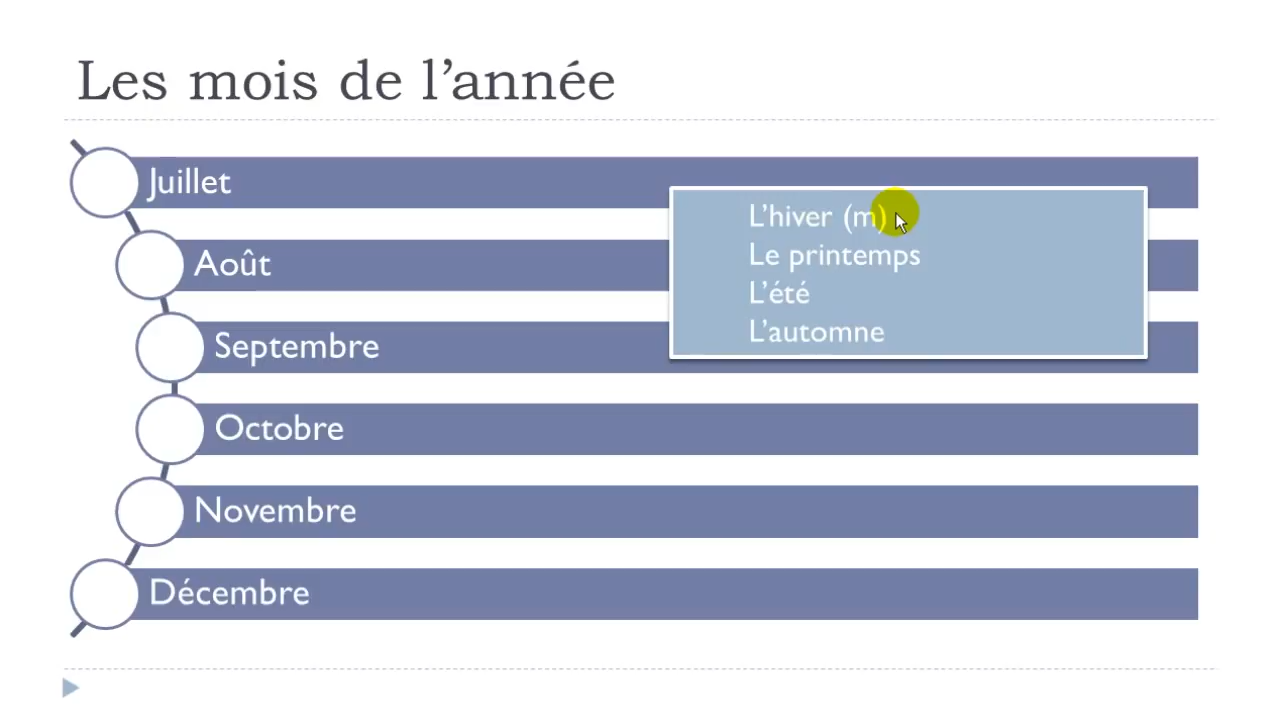 Les mois de l’année
Juillet
Août
Septembre
Octobre
Novembre
Décembre
L’hiver (m)
Le printemps
L’été
L’automne